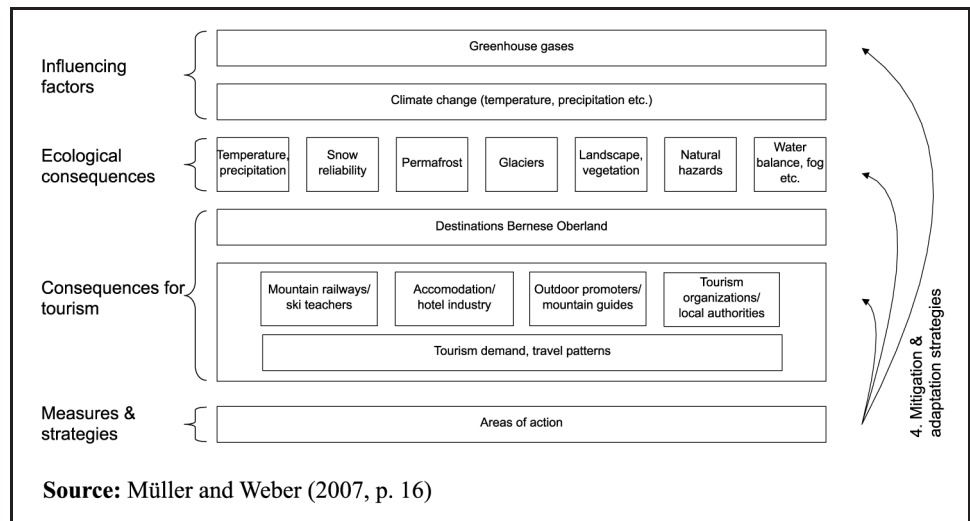 Influencing
factors
Greenhouse gases
Climate change (temperature, precipitation etc.)
Ecological
consequences
Temperature,
precipitation
Snow
reliability
Permafrost
Glaciers
Landscape,
vegetation
Natural
hazards
Water
balance, fog
etc.
Consequences for
tourism
Destinations Bernese Oberland
Mountain railways/
ski teachers
Accomodation/
hotel industry
Outdoor promoters/
mountain guides
Tourism
organizations/
local authorities
Tourism demand, travel patterns
Measures &
strategies
Areas of action
4. Mitigation &
adaptation strategies
Source: Müller and Weber (2007, p. 16)